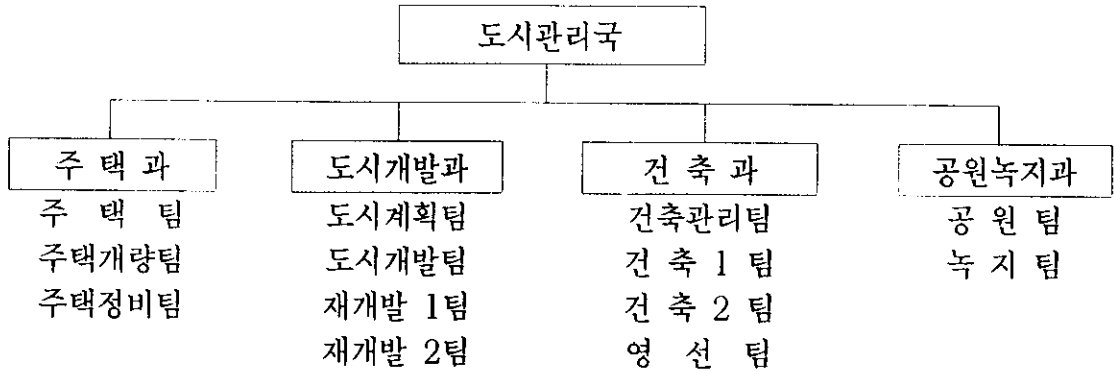 도시관리국
주 택 과
도시개발과
건 축 과
공원녹지과
주 택 팀
도시계획팀
건축관리팀
공 원 팀
주택개량팀
도시개발팀
건 축 1 팀
녹 지 팀
주택정비팀
재개발 1팀
건 축 2 팀
재개발 2팀
영 선 팀